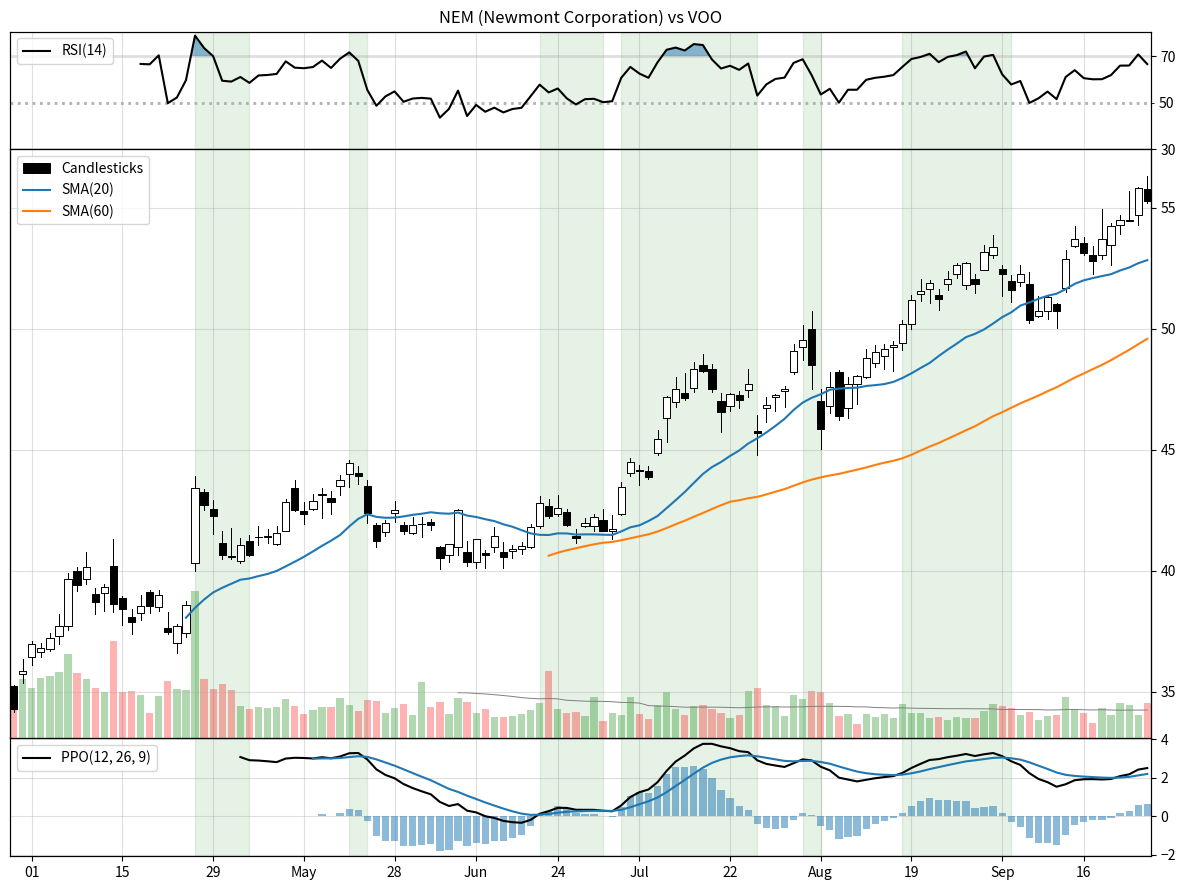 NEM (Newmont Corporation) vs VOO
RSI(14)
70
50
30
Candlesticks
SMA(20)
SMA(60)
55
50
45
40
35
PPO(12, 26, 9)
4
2
0
−2
01 15 29 May 28 Jun 24 Jul 22 Aug 19 Sep 16